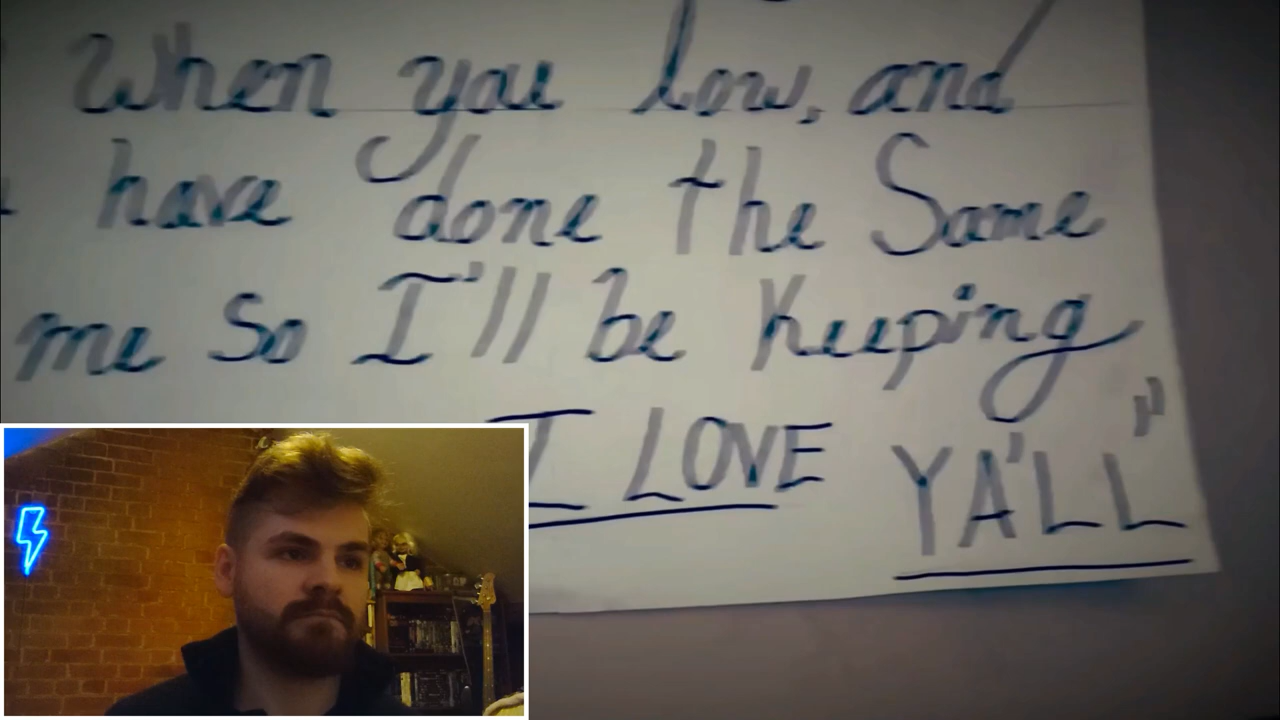 When you low, and
have done the Same
me So I'll be Keeping
I LOVE YA'LL"